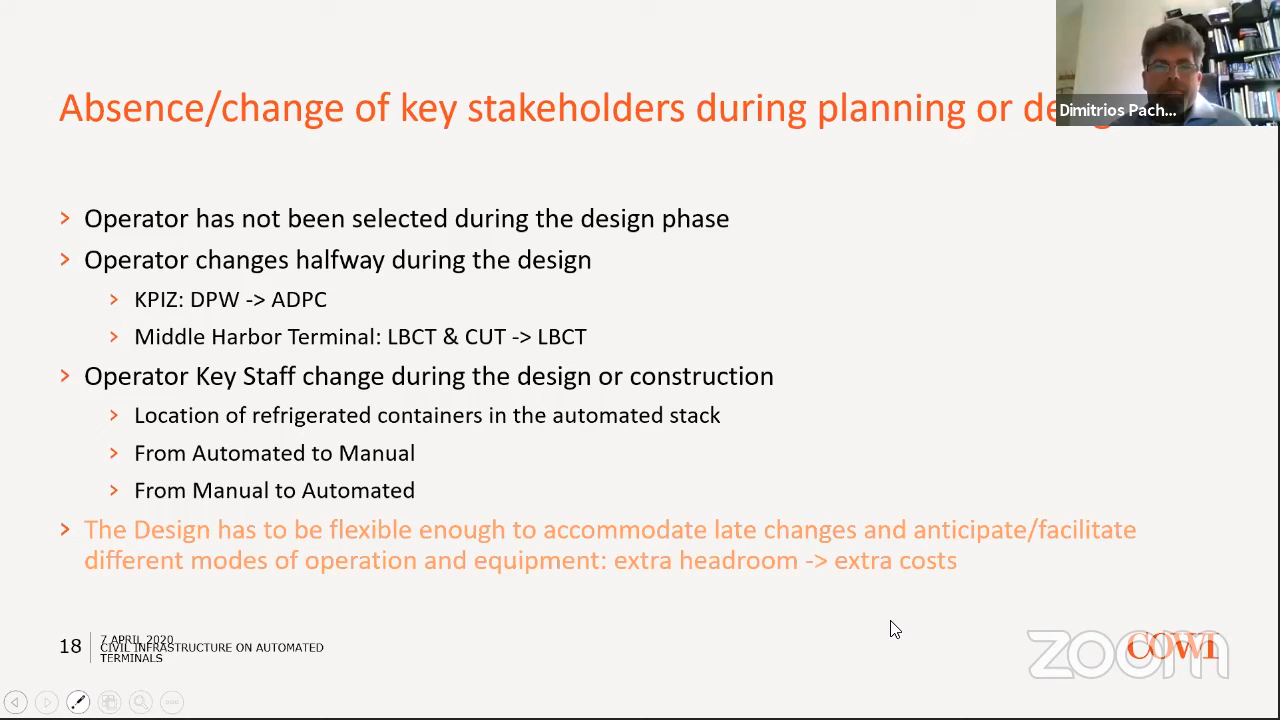 Absence/change of key stakeholders during planning or
Dimitrios Pach...
> Operator has not been selected during the design phase
> Operator changes halfway during the design
> KPIZ: DPW -> ADPC
> Middle Harbor Terminal: LBCT & CUT -> LBCT
> Operator Key Staff change during the design or construction
> Location of refrigerated containers in the automated stack
> From Automated to Manual
> From Manual to Automated
> The Design has to be flexible enough to accommodate late changes and anticipate/facilitate
different modes of operation and equipment: extra headroom -> extra costs
18
7 APRIL 2020
CIVIL INFRASTRUCTURE ON AUTOMATED
TERMINALS
COWI
zoom